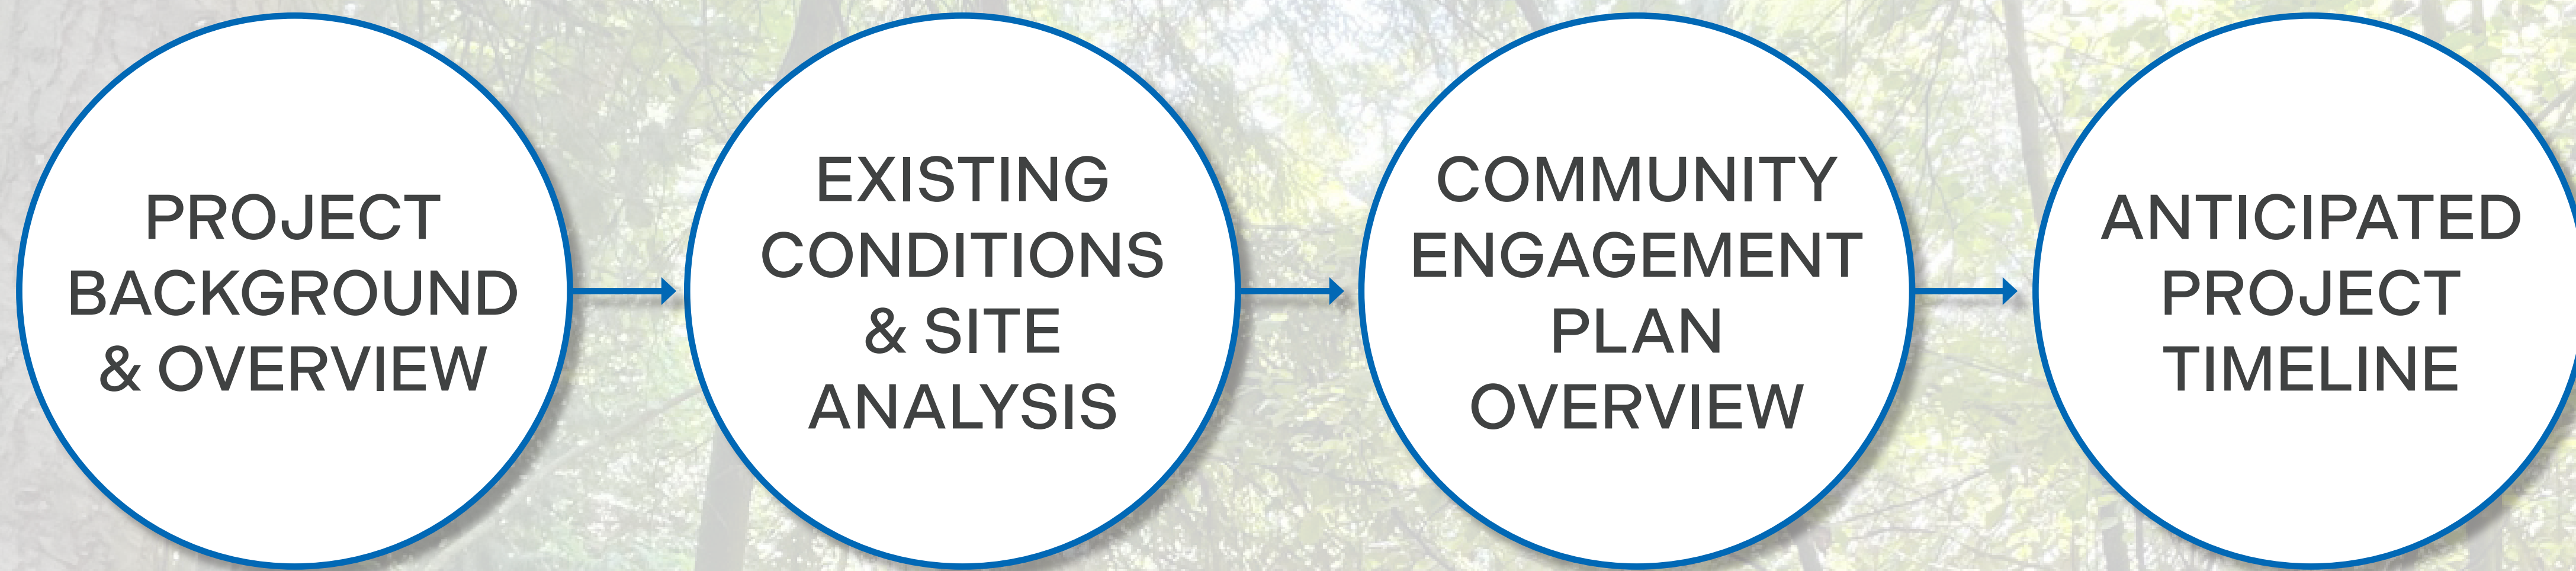 PROJECT
BACKGROUND
& OVERVIEW
EXISTING
CONDITIONS
& SITE
ANALYSIS
COMMUNITY
ENGAGEMENT
PLAN
OVERVIEW
ANTICIPATED
PROJECT
TIMELINE